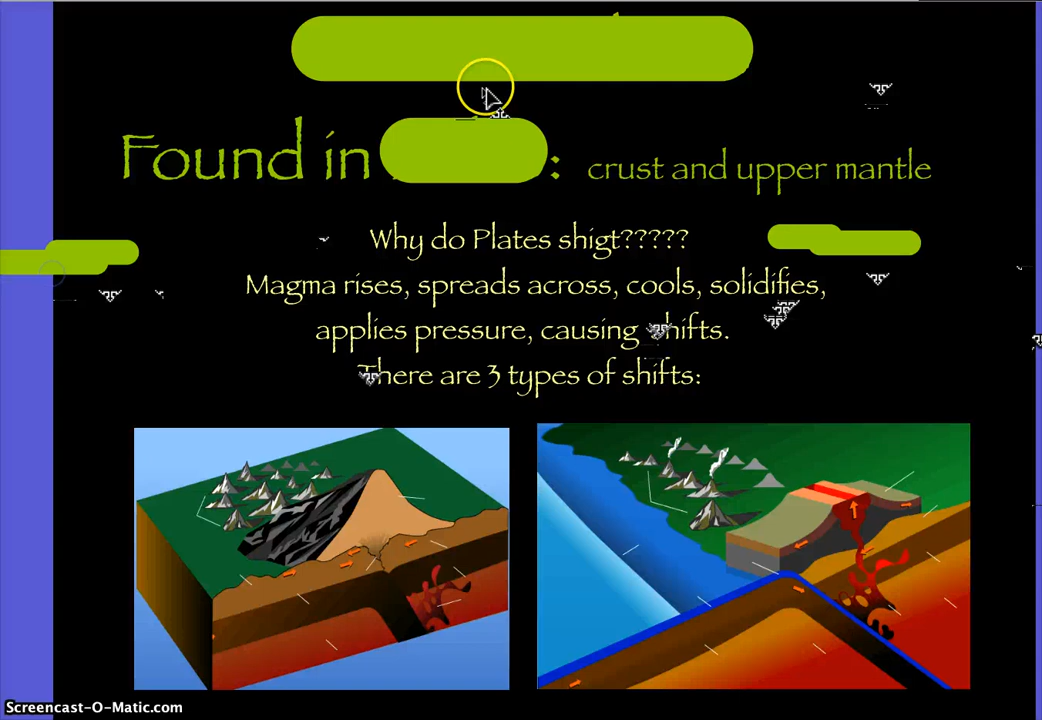 Found in : crust and upper mantle
Why do Plates shigt?????
Magma rises, spreads across, cools, solidifies,
applies pressure, causing shifts.
There are 3 types of shifts:
Screencast-O-Matic.com